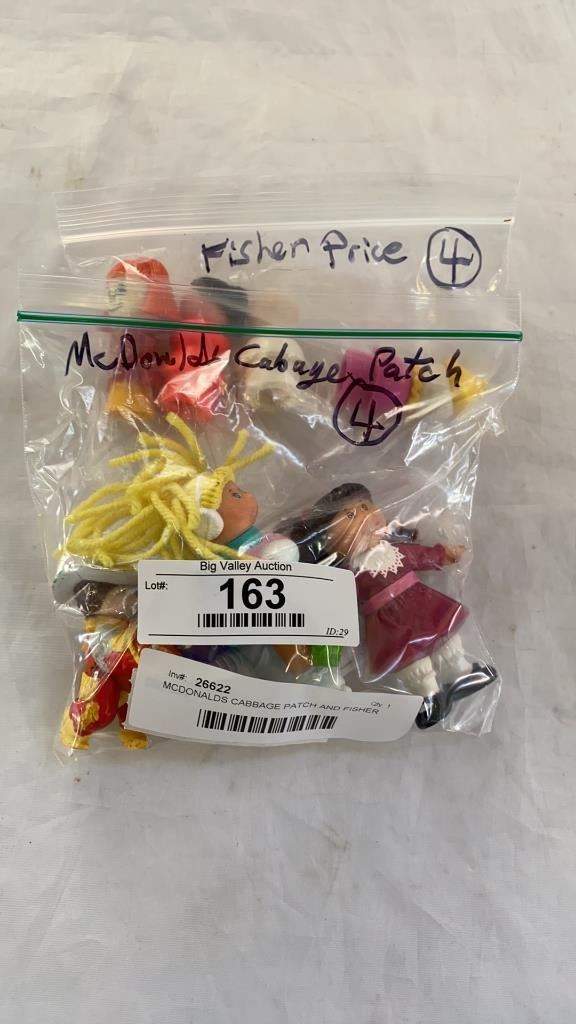 Fisher Price 4
McDonalds Cabage Patch
4
Big Valley Auction
Lot#:
163
ID:29
Inv#: 26622
Qty: 1
MCDONALDS CABBAGE PATCH AND FISHER